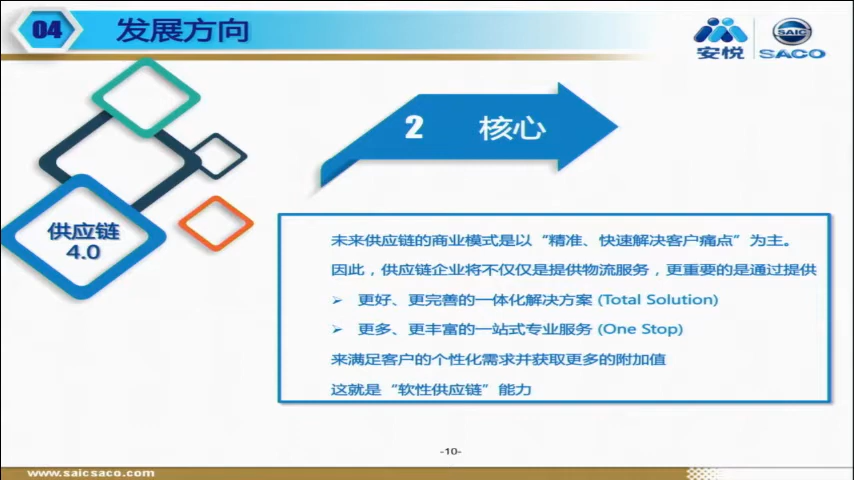 04 发展方向
安悦
SAIC
SACO
2 核心
供应链
4.0
未来供应链的商业模式是以“精准、快速解决客户痛点”为主。
因此，供应链企业将不仅仅是提供物流服务，更重要的是通过提供
➢ 更好、更完善的一体化解决方案 (Total Solution)
➢ 更多、更丰富的一站式专业服务 (One Stop)
来满足客户的个性化需求并获取更多的附加值
这就是“软性供应链”能力
-10-
www.saicsaco.com